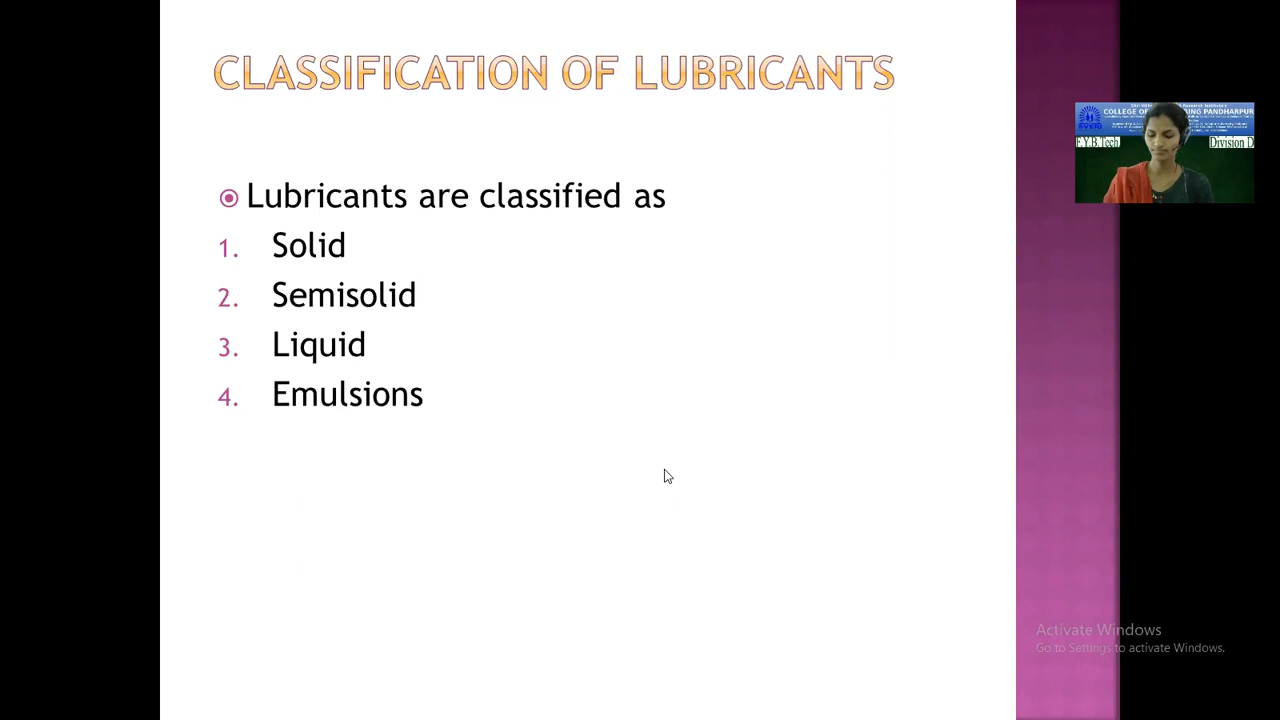 CLASSIFICATION OF LUBRICANTS
Lubricants are classified as
1. Solid
2. Semisolid
3. Liquid
4. Emulsions
COLLEGE OF PANDHARPUR
F.Y.B.Tech
Division D
Activate Windows
Go to Settings to activate Windows.